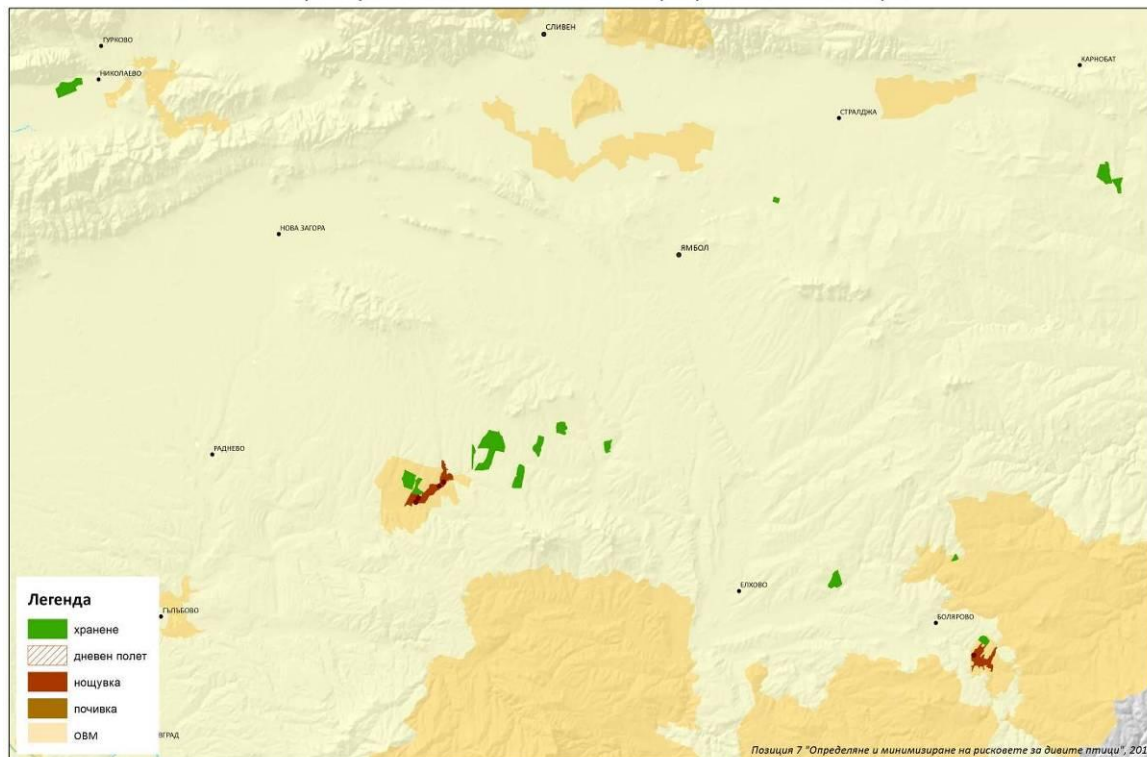 СЛИВЕН
ГУРКОВО
КАРНОБАТ
НИКОЛАЕВО
СТРАЛДЖА
НОВА ЗАГОРА
ЯМБОЛ
РАДНЕВО
ЕЛХОВО
ГЪЛЪБОВО
БОЛЯРОВО
Легенда
хранене
дневен полет
нощувка
почивка
ОВМ
ВГРАД
Позиция 7 "Определяне и минимизиране на рисковете за дивите птици", 201